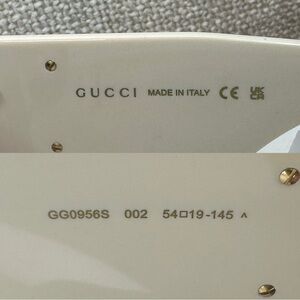 GUCCI MADE IN ITALY CE UKCA
GG0956S 002 54□19-145 ^